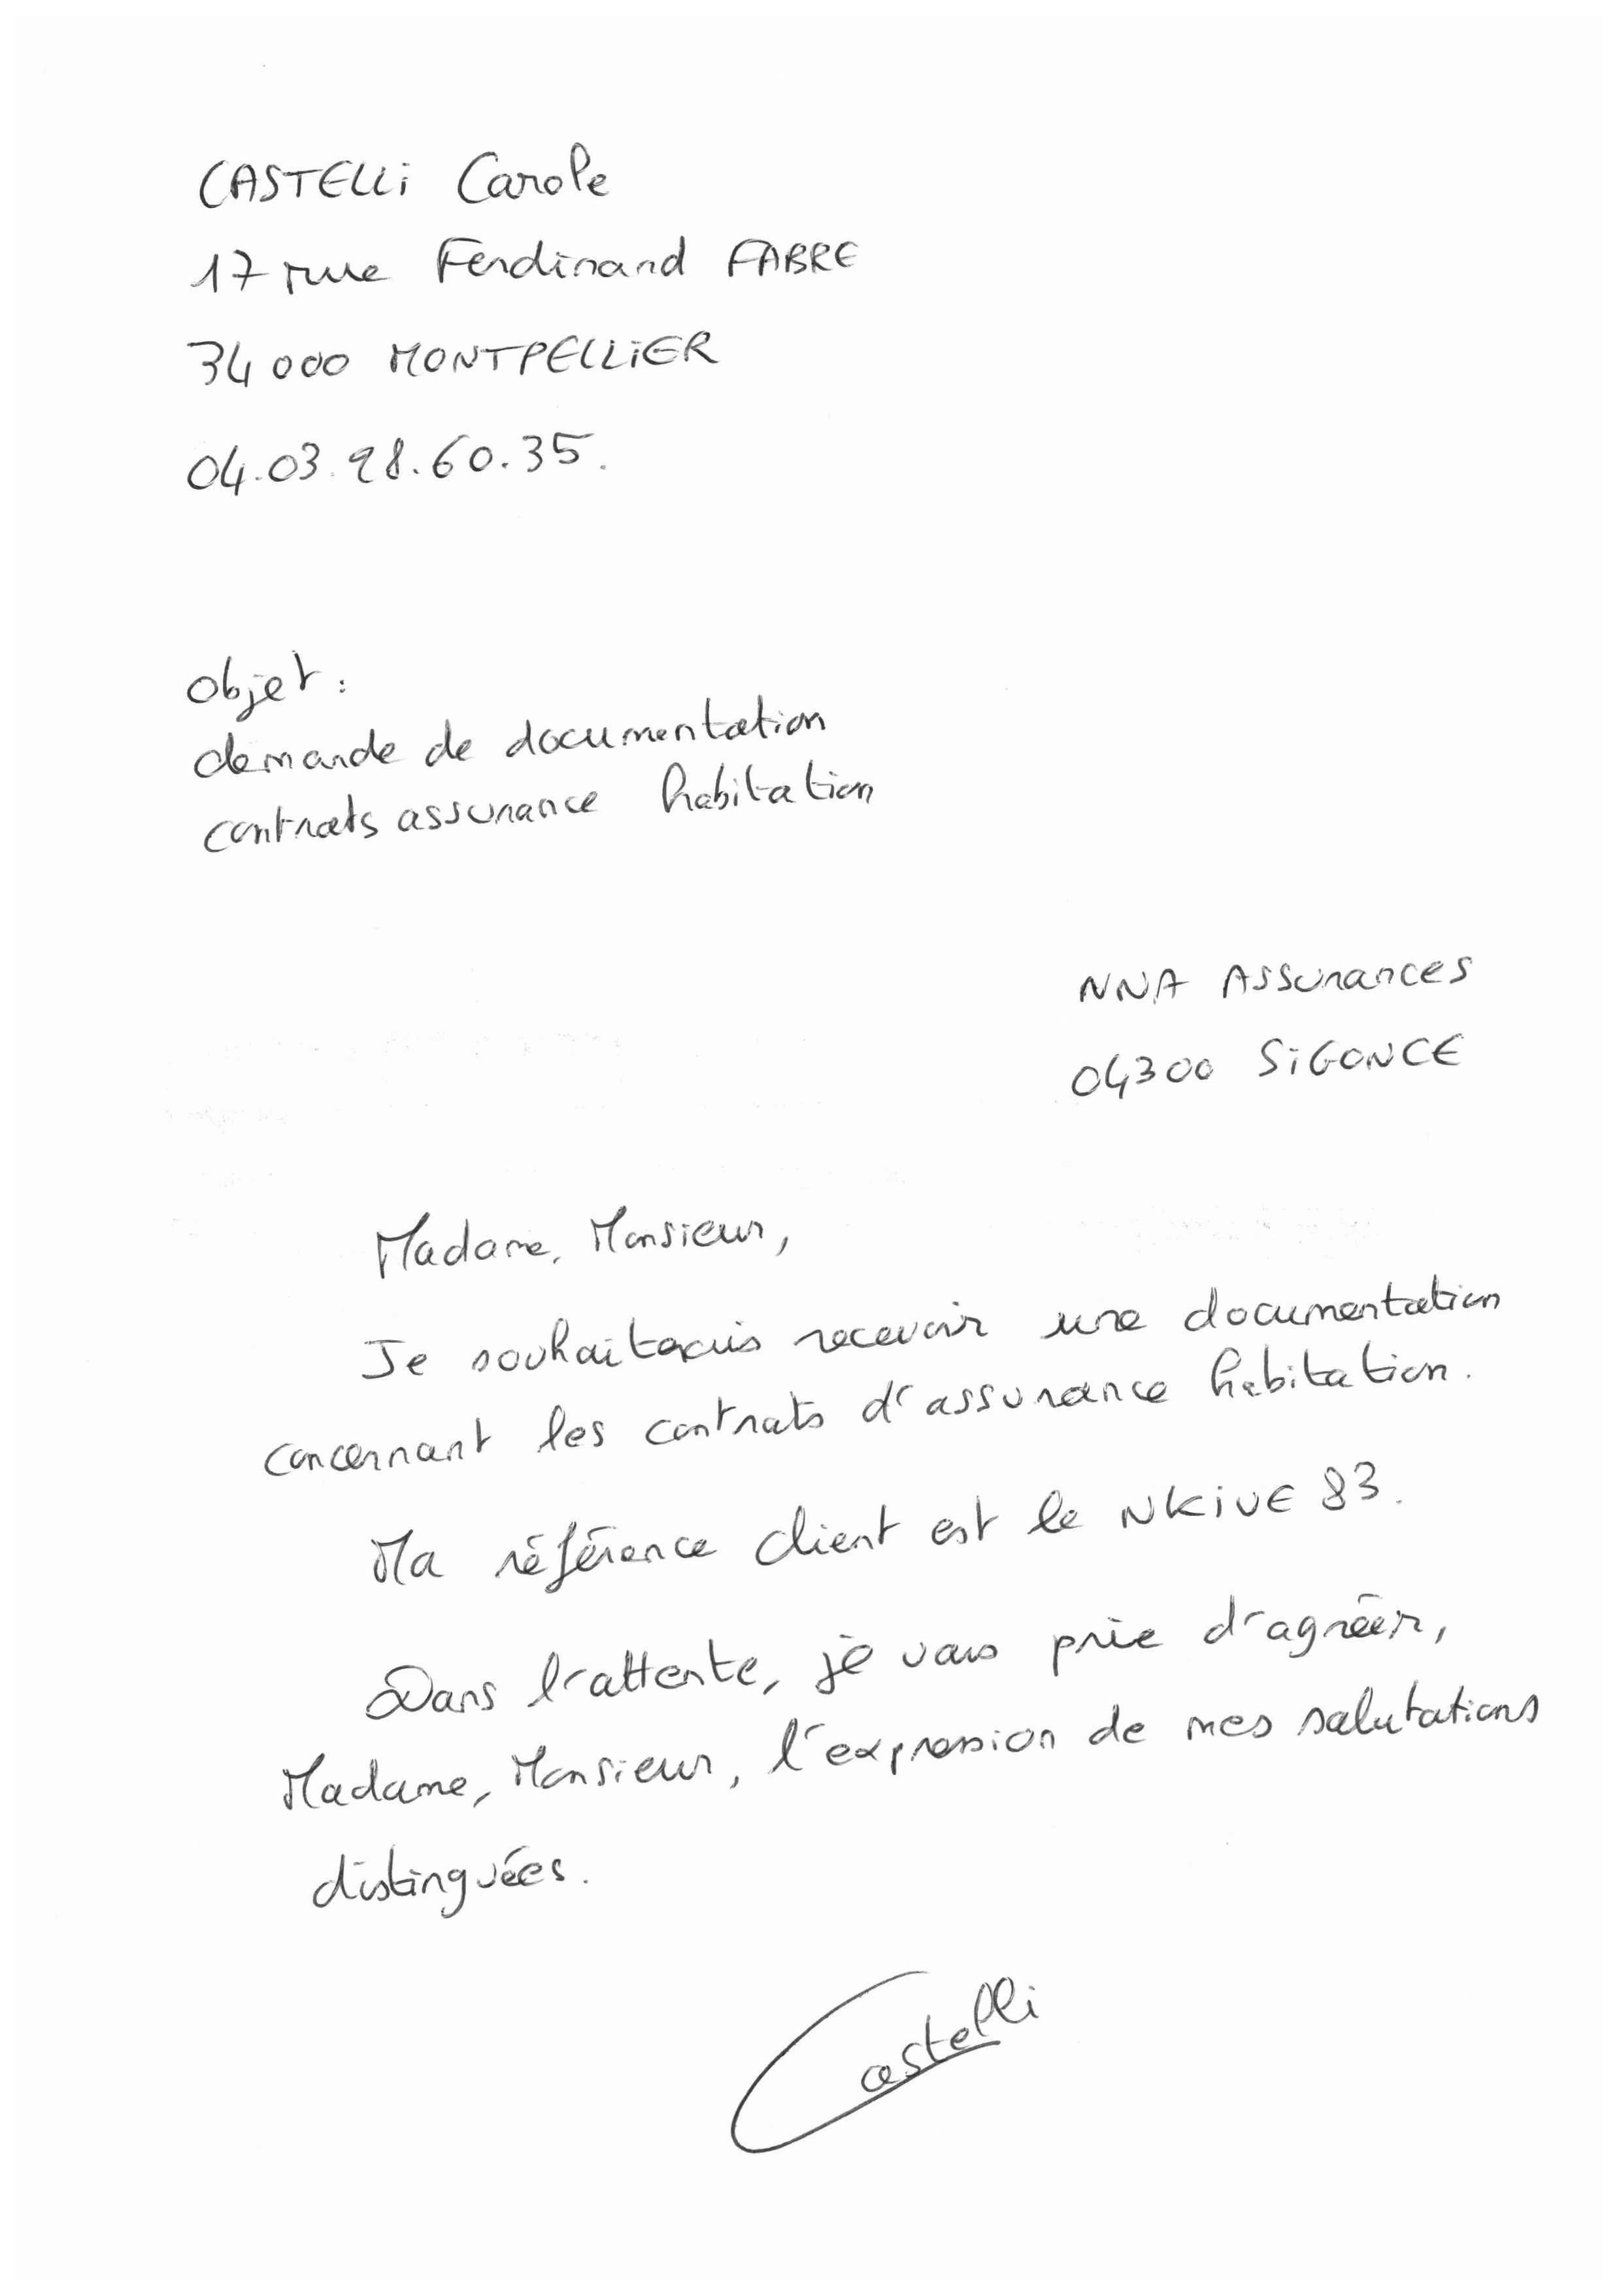 CASTELLi Carole
17 rue Ferdinand FABRE
34000 MONTPELLiER
04.03.98.60.35.
objet :
demande de documentation
contrats assurance habitation
NNA Assurances
04300 SiGONCE
Madame, Monsieur,
Je souhaiterais recevoir une documentation
concernant les contrats d'assurance habitation.
Ma référence client est le NKiVE 83.
Dans l'attente, je vous prie d'agréer,
Madame, Monsieur, l'expression de mes salutations
distinguées.
Castelli